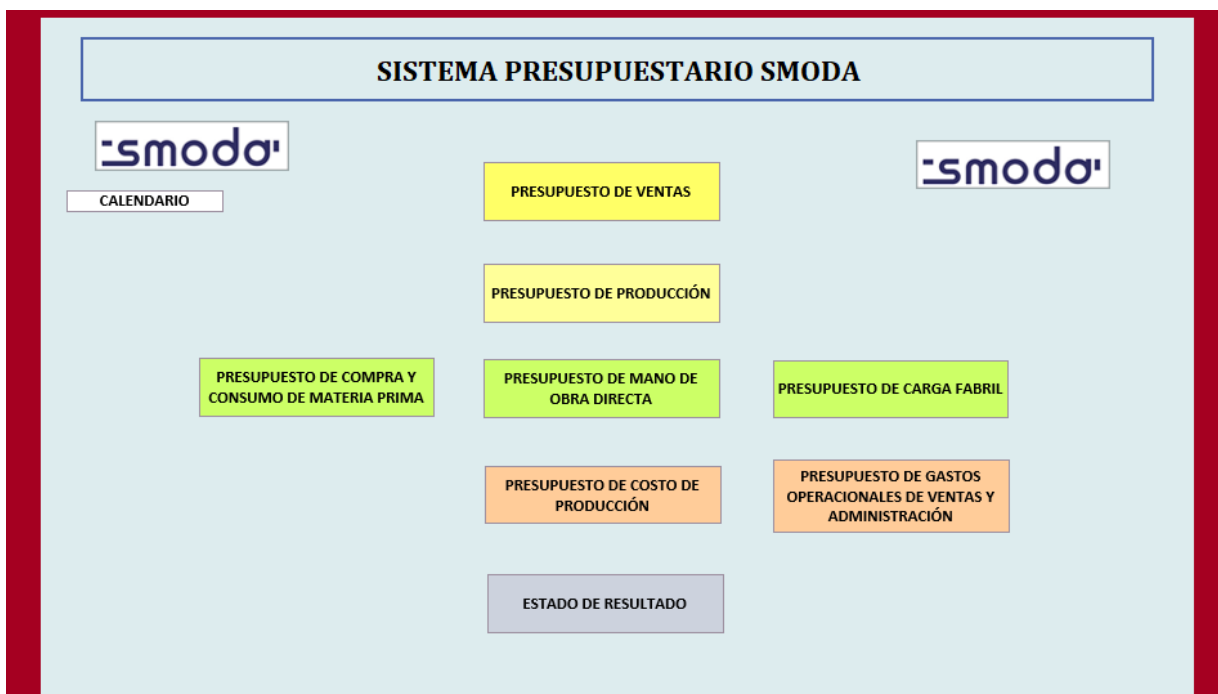 SISTEMA PRESUPUESTARIO SMODA
smoda
smoda
CALENDARIO
PRESUPUESTO DE VENTAS
PRESUPUESTO DE PRODUCCIÓN
PRESUPUESTO DE COMPRA Y
CONSUMO DE MATERIA PRIMA
PRESUPUESTO DE MANO DE
OBRA DIRECTA
PRESUPUESTO DE CARGA FABRIL
PRESUPUESTO DE COSTO DE
PRODUCCIÓN
PRESUPUESTO DE GASTOS
OPERACIONALES DE VENTAS Y
ADMINISTRACIÓN
ESTADO DE RESULTADO